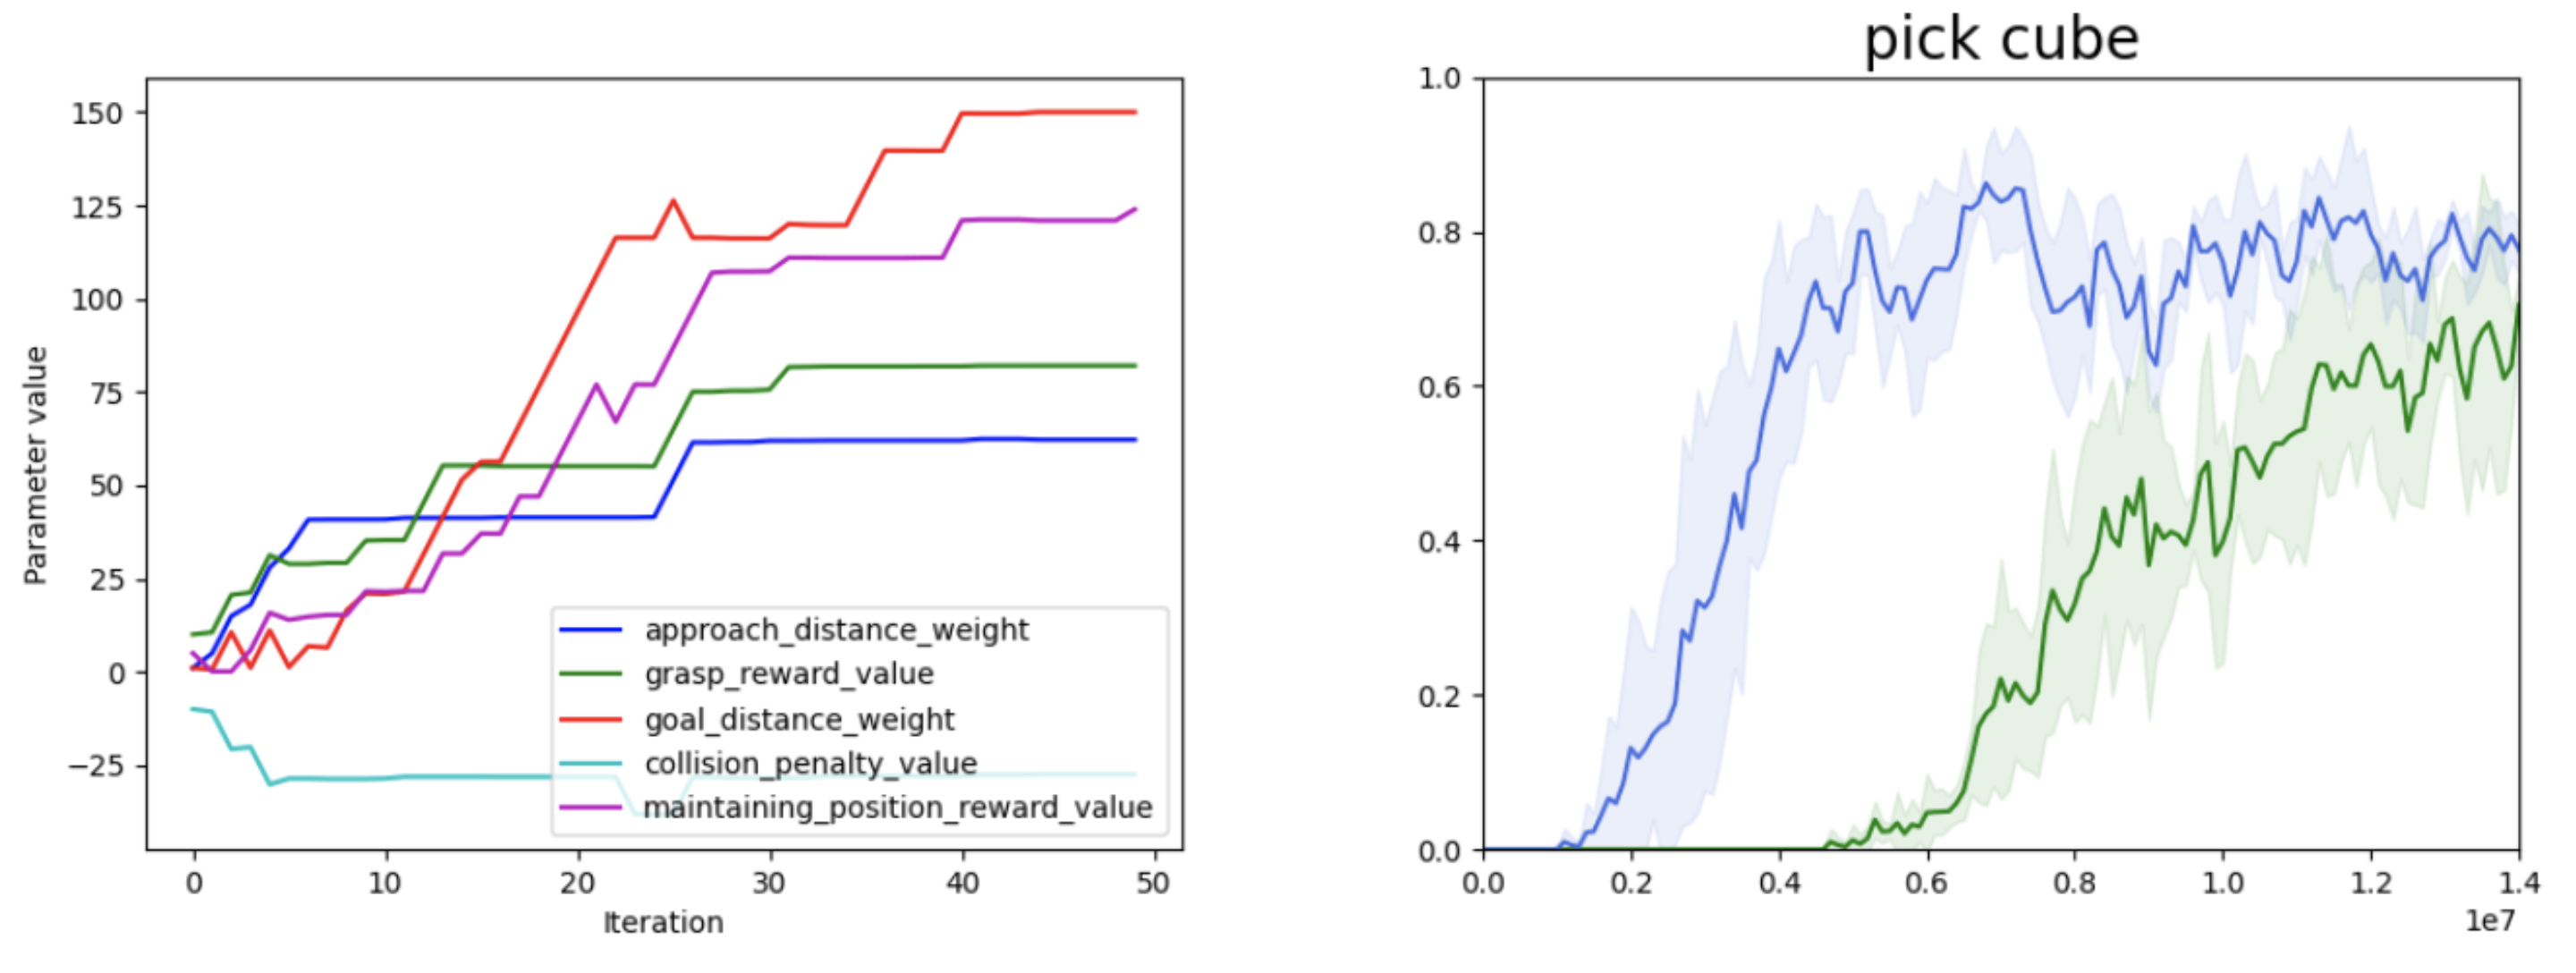 pick cube
150
125
100
75
50
25
0
−25
Parameter value
0 10 20 30 40 50
Iteration
approach_distance_weight
grasp_reward_value
goal_distance_weight
collision_penalty_value
maintaining_position_reward_value
1.0
0.8
0.6
0.4
0.2
0.0
0.0 0.2 0.4 0.6 0.8 1.0 1.2 1.4
1e7